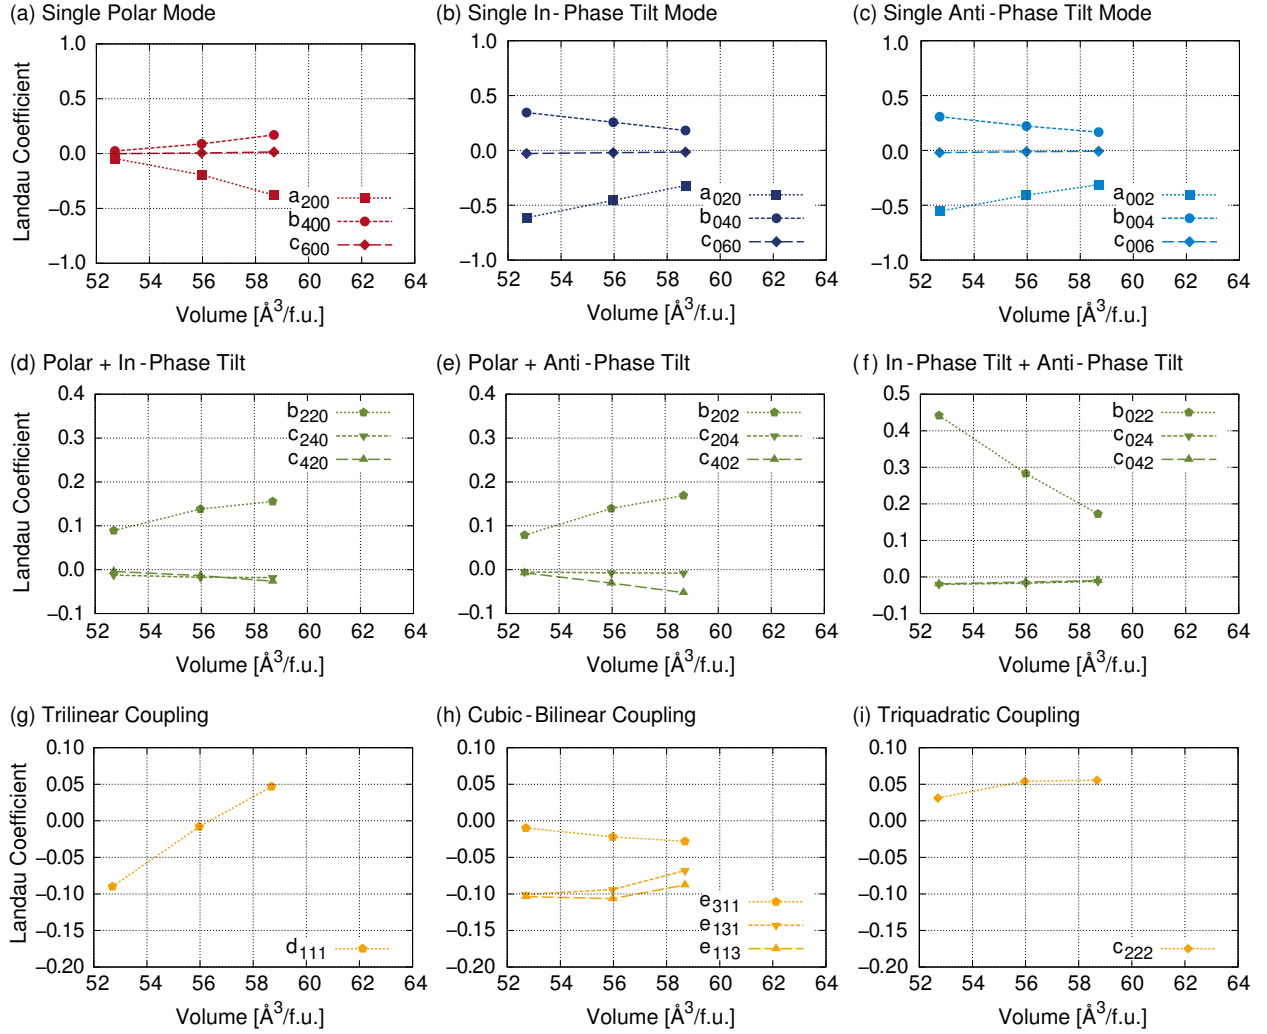 (a) Single Polar Mode
Landau Coefficient
1.0
0.5
0.0
−0.5
−1.0
a200
b400
c600
52 54 56 58 60 62 64
Volume [Å3/f.u.]
(b) Single In-Phase Tilt Mode
1.0
0.5
0.0
−0.5
−1.0
a020
b040
c060
52 54 56 58 60 62 64
Volume [Å3/f.u.]
(c) Single Anti-Phase Tilt Mode
1.0
0.5
0.0
−0.5
−1.0
a002
b004
c006
52 54 56 58 60 62 64
Volume [Å3/f.u.]
(d) Polar + In-Phase Tilt
Landau Coefficient
0.4
0.3
0.2
0.1
0.0
−0.1
b220
c240
c420
52 54 56 58 60 62 64
Volume [Å3/f.u.]
(e) Polar + Anti-Phase Tilt
0.4
0.3
0.2
0.1
0.0
−0.1
b202
c204
c402
52 54 56 58 60 62 64
Volume [Å3/f.u.]
(f) In-Phase Tilt + Anti-Phase Tilt
0.5
0.4
0.3
0.2
0.1
0.0
−0.1
b022
c024
c042
52 54 56 58 60 62 64
Volume [Å3/f.u.]
(g) Trilinear Coupling
Landau Coefficient
0.10
0.05
0.00
−0.05
−0.10
−0.15
−0.20
d111
52 54 56 58 60 62 64
Volume [Å3/f.u.]
(h) Cubic-Bilinear Coupling
0.10
0.05
0.00
−0.05
−0.10
−0.15
−0.20
e311
e131
e113
52 54 56 58 60 62 64
Volume [Å3/f.u.]
(i) Triquadratic Coupling
0.10
0.05
0.00
−0.05
−0.10
−0.15
−0.20
c222
52 54 56 58 60 62 64
Volume [Å3/f.u.]